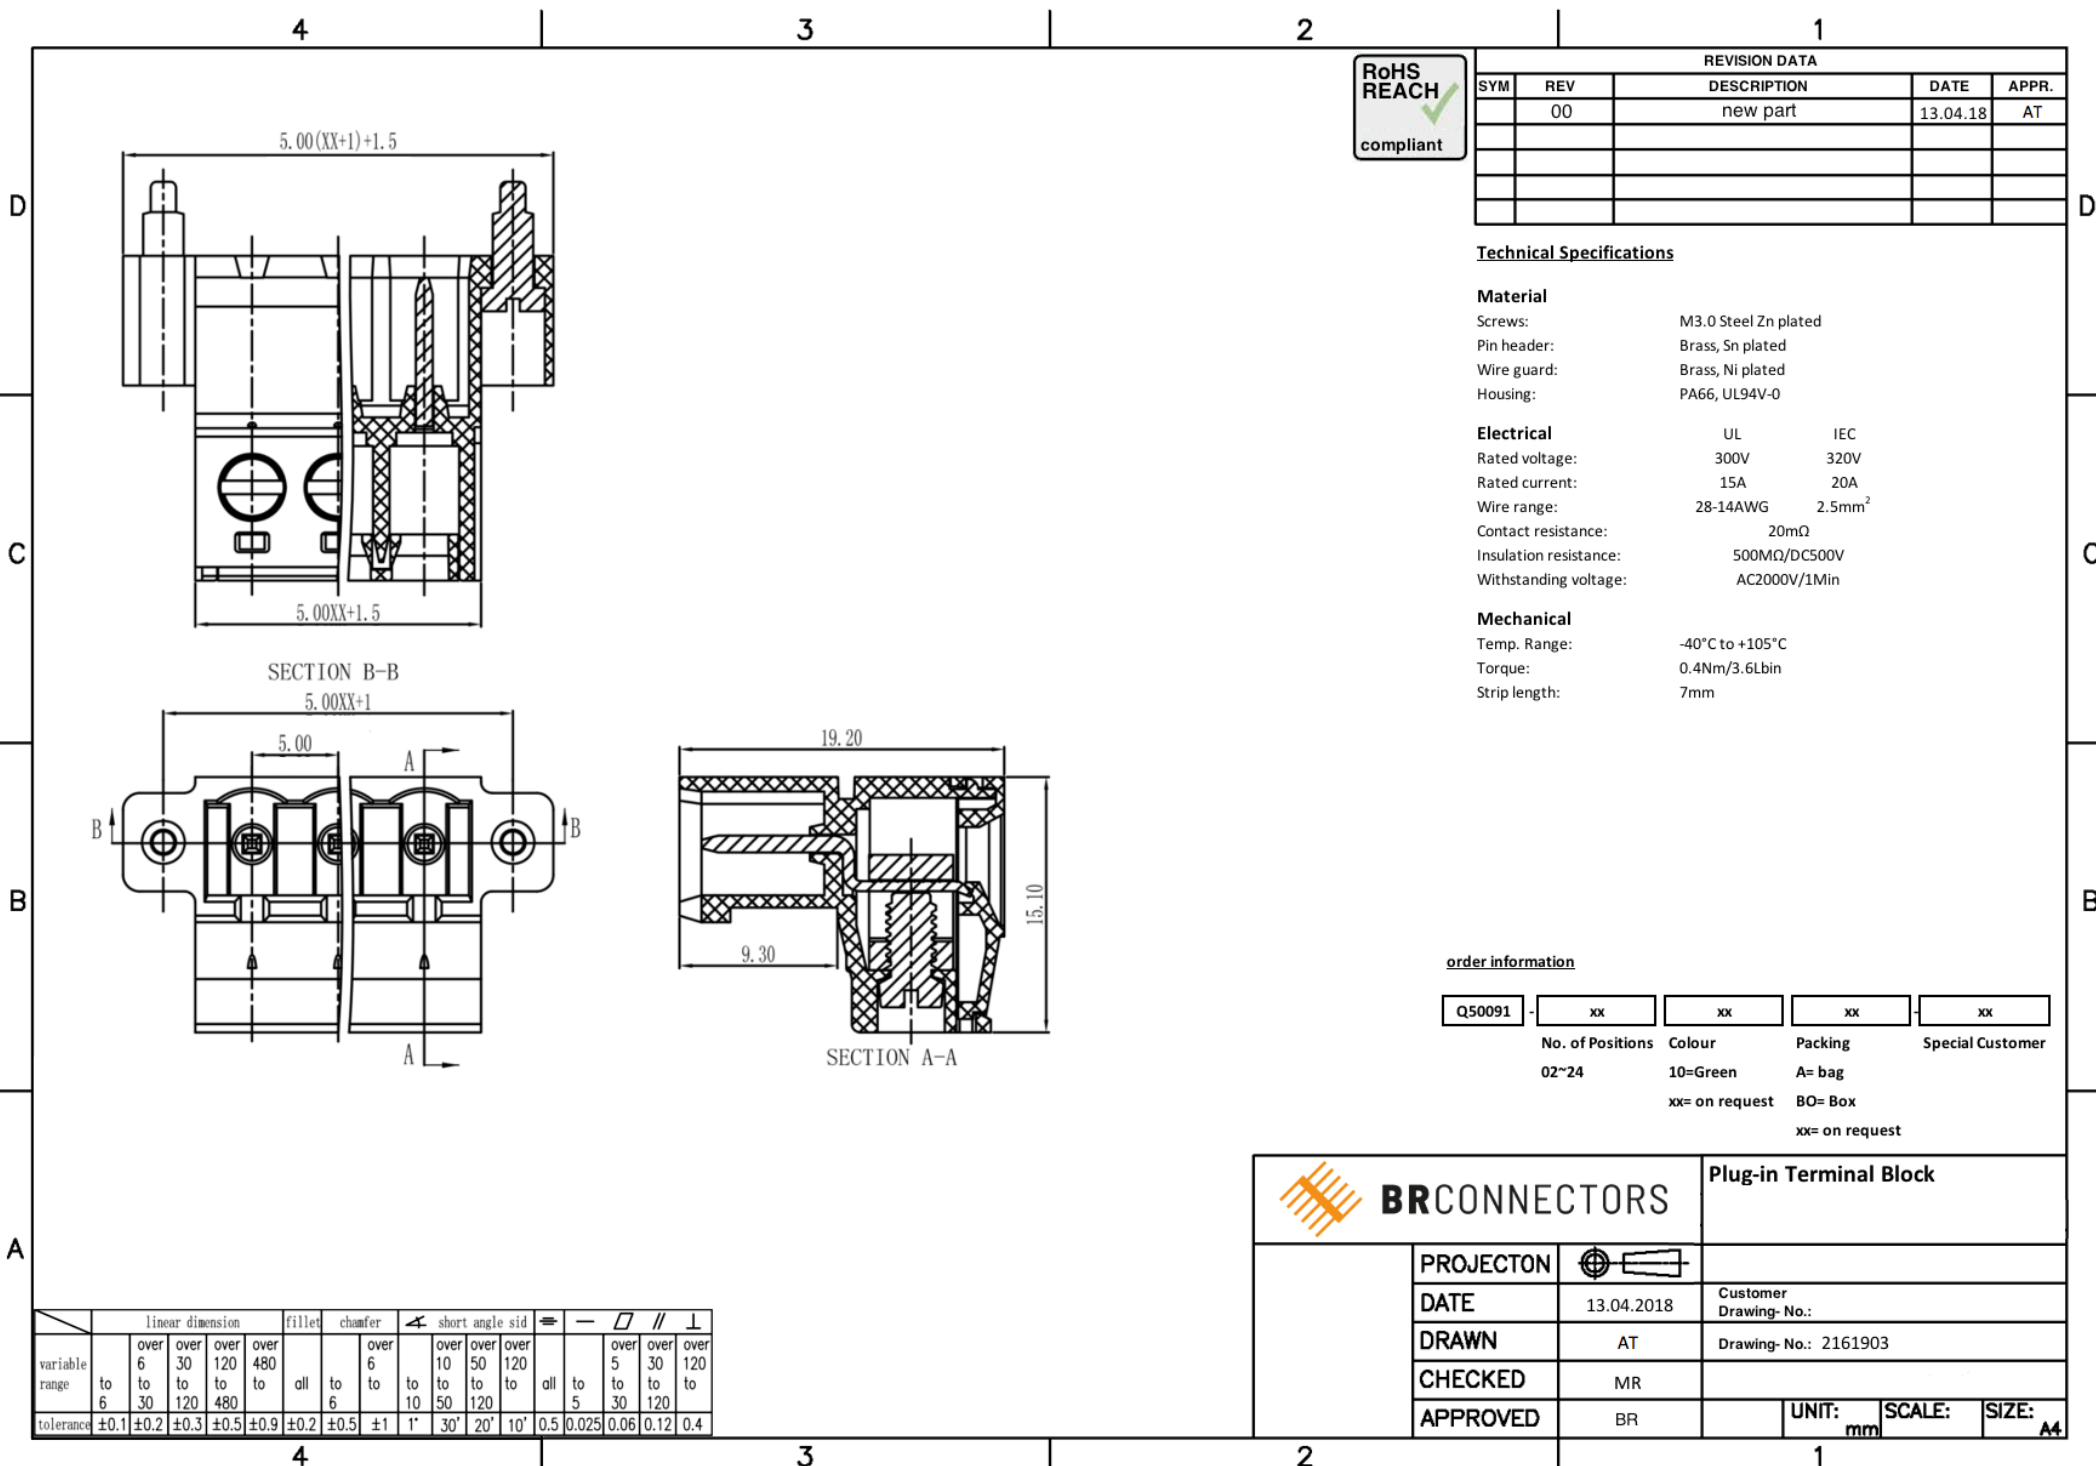 4 3 2 1
RoHS
REACH
compliant
REVISION DATA
SYM REV DESCRIPTION DATE APPR.
00 new part 13.04.18 AT
D D
C C
B B
A
5.00(XX+1)+1.5
5.00XX+1.5
SECTION B-B
5.00XX+1
5.00
A
B B
A
19.20
15.10
9.30
SECTION A-A
Technical Specifications
Material
Screws: M3.0 Steel Zn plated
Pin header: Brass, Sn plated
Wire guard: Brass, Ni plated
Housing: PA66, UL94V-0
Electrical UL IEC
Rated voltage: 300V 320V
Rated current: 15A 20A
Wire range: 28-14AWG 2.5mm²
Contact resistance: 20mΩ
Insulation resistance: 500MΩ/DC500V
Withstanding voltage: AC2000V/1Min
Mechanical
Temp. Range: -40°C to +105°C
Torque: 0.4Nm/3.6Lbin
Strip length: 7mm
order information
Q50091 - xx xx xx - xx
No. of Positions Colour Packing Special Customer
02~24 10=Green A= bag
xx= on request BO= Box
xx= on request
BRCONNECTORS
Plug-in Terminal Block
PROJECTON
DATE 13.04.2018
Customer
Drawing- No.:
DRAWN AT
Drawing- No.: 2161903
CHECKED MR
APPROVED BR
UNIT: mm SCALE: SIZE: A4
linear dimension fillet chamfer ∡ short angle sid ⌯ — ▱ // ⊥
variable range
to 6
over 6 to 30
over 30 to 120
over 120 to 480
over 480 to
all
to 6
over 6 to
to 10
over 10 to 50
over 50 to 120
over 120 to
all
to 5
over 5 to 30
over 30 to 120
over 120 to
tolerance ±0.1 ±0.2 ±0.3 ±0.5 ±0.9 ±0.2 ±0.5 ±1 1° 30' 20' 10' 0.5 0.025 0.06 0.12 0.4
4 3 2 1